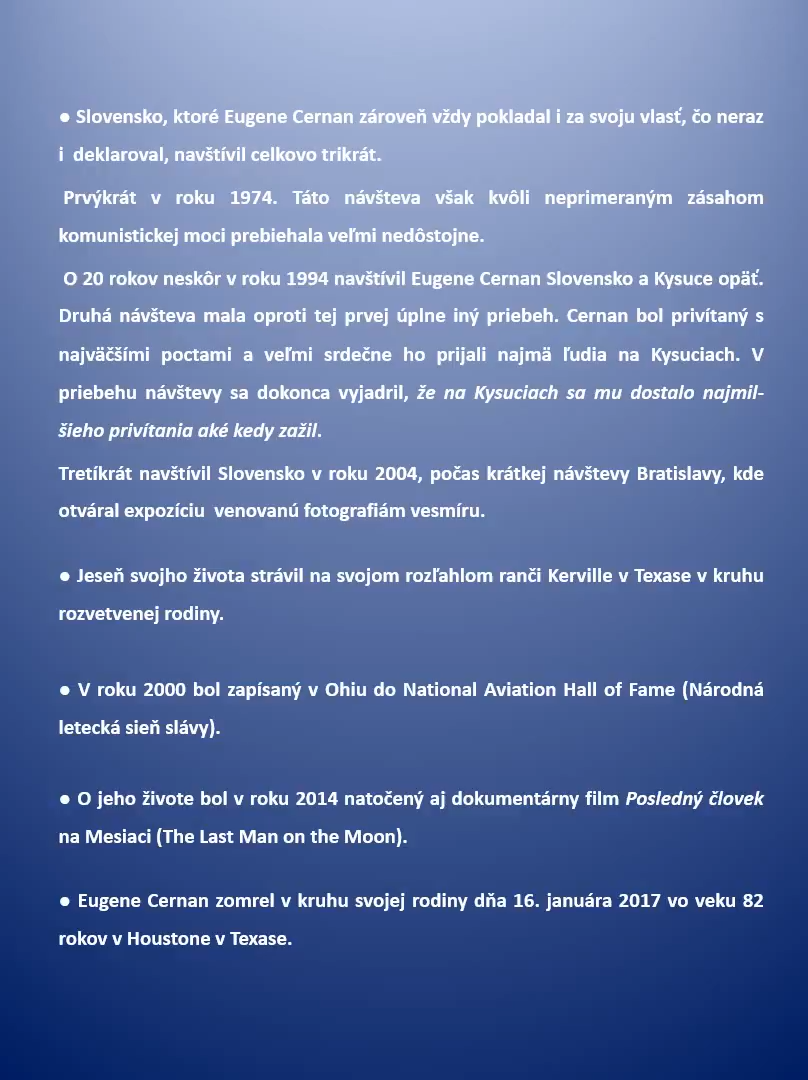 ● Slovensko, ktoré Eugene Cernan zároveň vždy pokladal i za svoju vlasť, čo neraz
i deklaroval, navštívil celkovo trikrát.
Prvýkrát v roku 1974. Táto návšteva však kvôli neprimeraným zásahom
komunistickej moci prebiehala veľmi nedôstojne.
O 20 rokov neskôr v roku 1994 navštívil Eugene Cernan Slovensko a Kysuce opäť.
Druhá návšteva mala oproti tej prvej úplne iný priebeh. Cernan bol privítaný s
najväčšími poctami a veľmi srdečne ho prijali najmä ľudia na Kysuciach. V
priebehu návštevy sa dokonca vyjadril, že na Kysuciach sa mu dostalo najmil-
šieho privítania aké kedy zažil.
Tretíkrát navštívil Slovensko v roku 2004, počas krátkej návštevy Bratislavy, kde
otváral expozíciu venovanú fotografiám vesmíru.
● Jeseň svojho života strávil na svojom rozľahlom ranči Kerville v Texase v kruhu
rozvetvenej rodiny.
● V roku 2000 bol zapísaný v Ohiu do National Aviation Hall of Fame (Národná
letecká sieň slávy).
● O jeho živote bol v roku 2014 natočený aj dokumentárny film Posledný človek
na Mesiaci (The Last Man on the Moon).
● Eugene Cernan zomrel v kruhu svojej rodiny dňa 16. januára 2017 vo veku 82
rokov v Houstone v Texase.